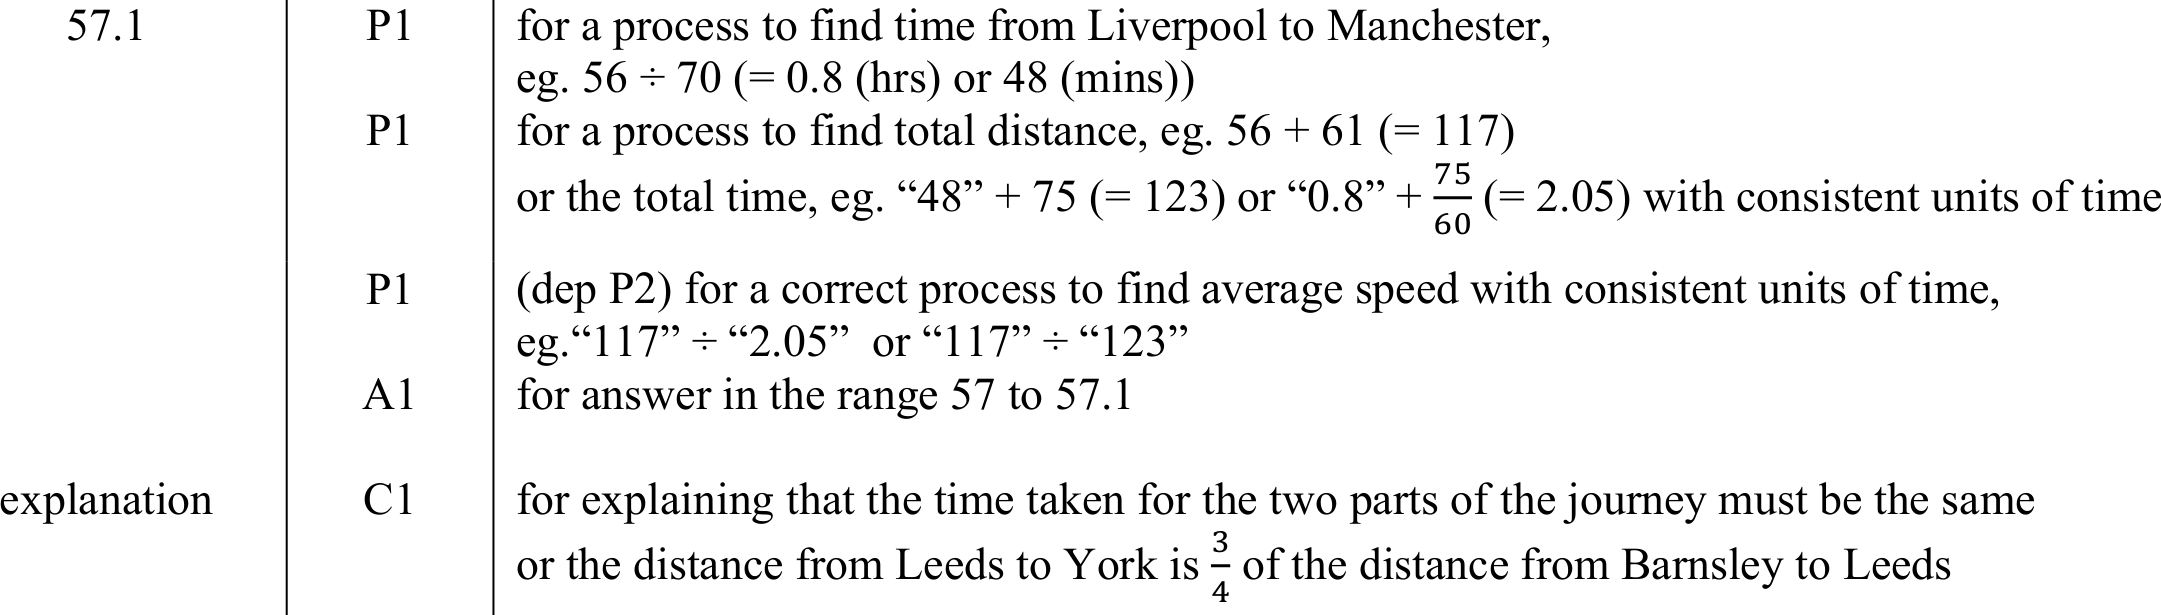 57.1 P1 for a process to find time from Liverpool to Manchester,
eg. 56 ÷ 70 (= 0.8 (hrs) or 48 (mins))
P1 for a process to find total distance, eg. 56 + 61 (= 117)
or the total time, eg. “48” + 75 (= 123) or “0.8” + 75/60 (= 2.05) with consistent units of time
P1 (dep P2) for a correct process to find average speed with consistent units of time,
eg.“117” ÷ “2.05” or “117” ÷ “123”
A1 for answer in the range 57 to 57.1
explanation C1 for explaining that the time taken for the two parts of the journey must be the same
or the distance from Leeds to York is 3/4 of the distance from Barnsley to Leeds